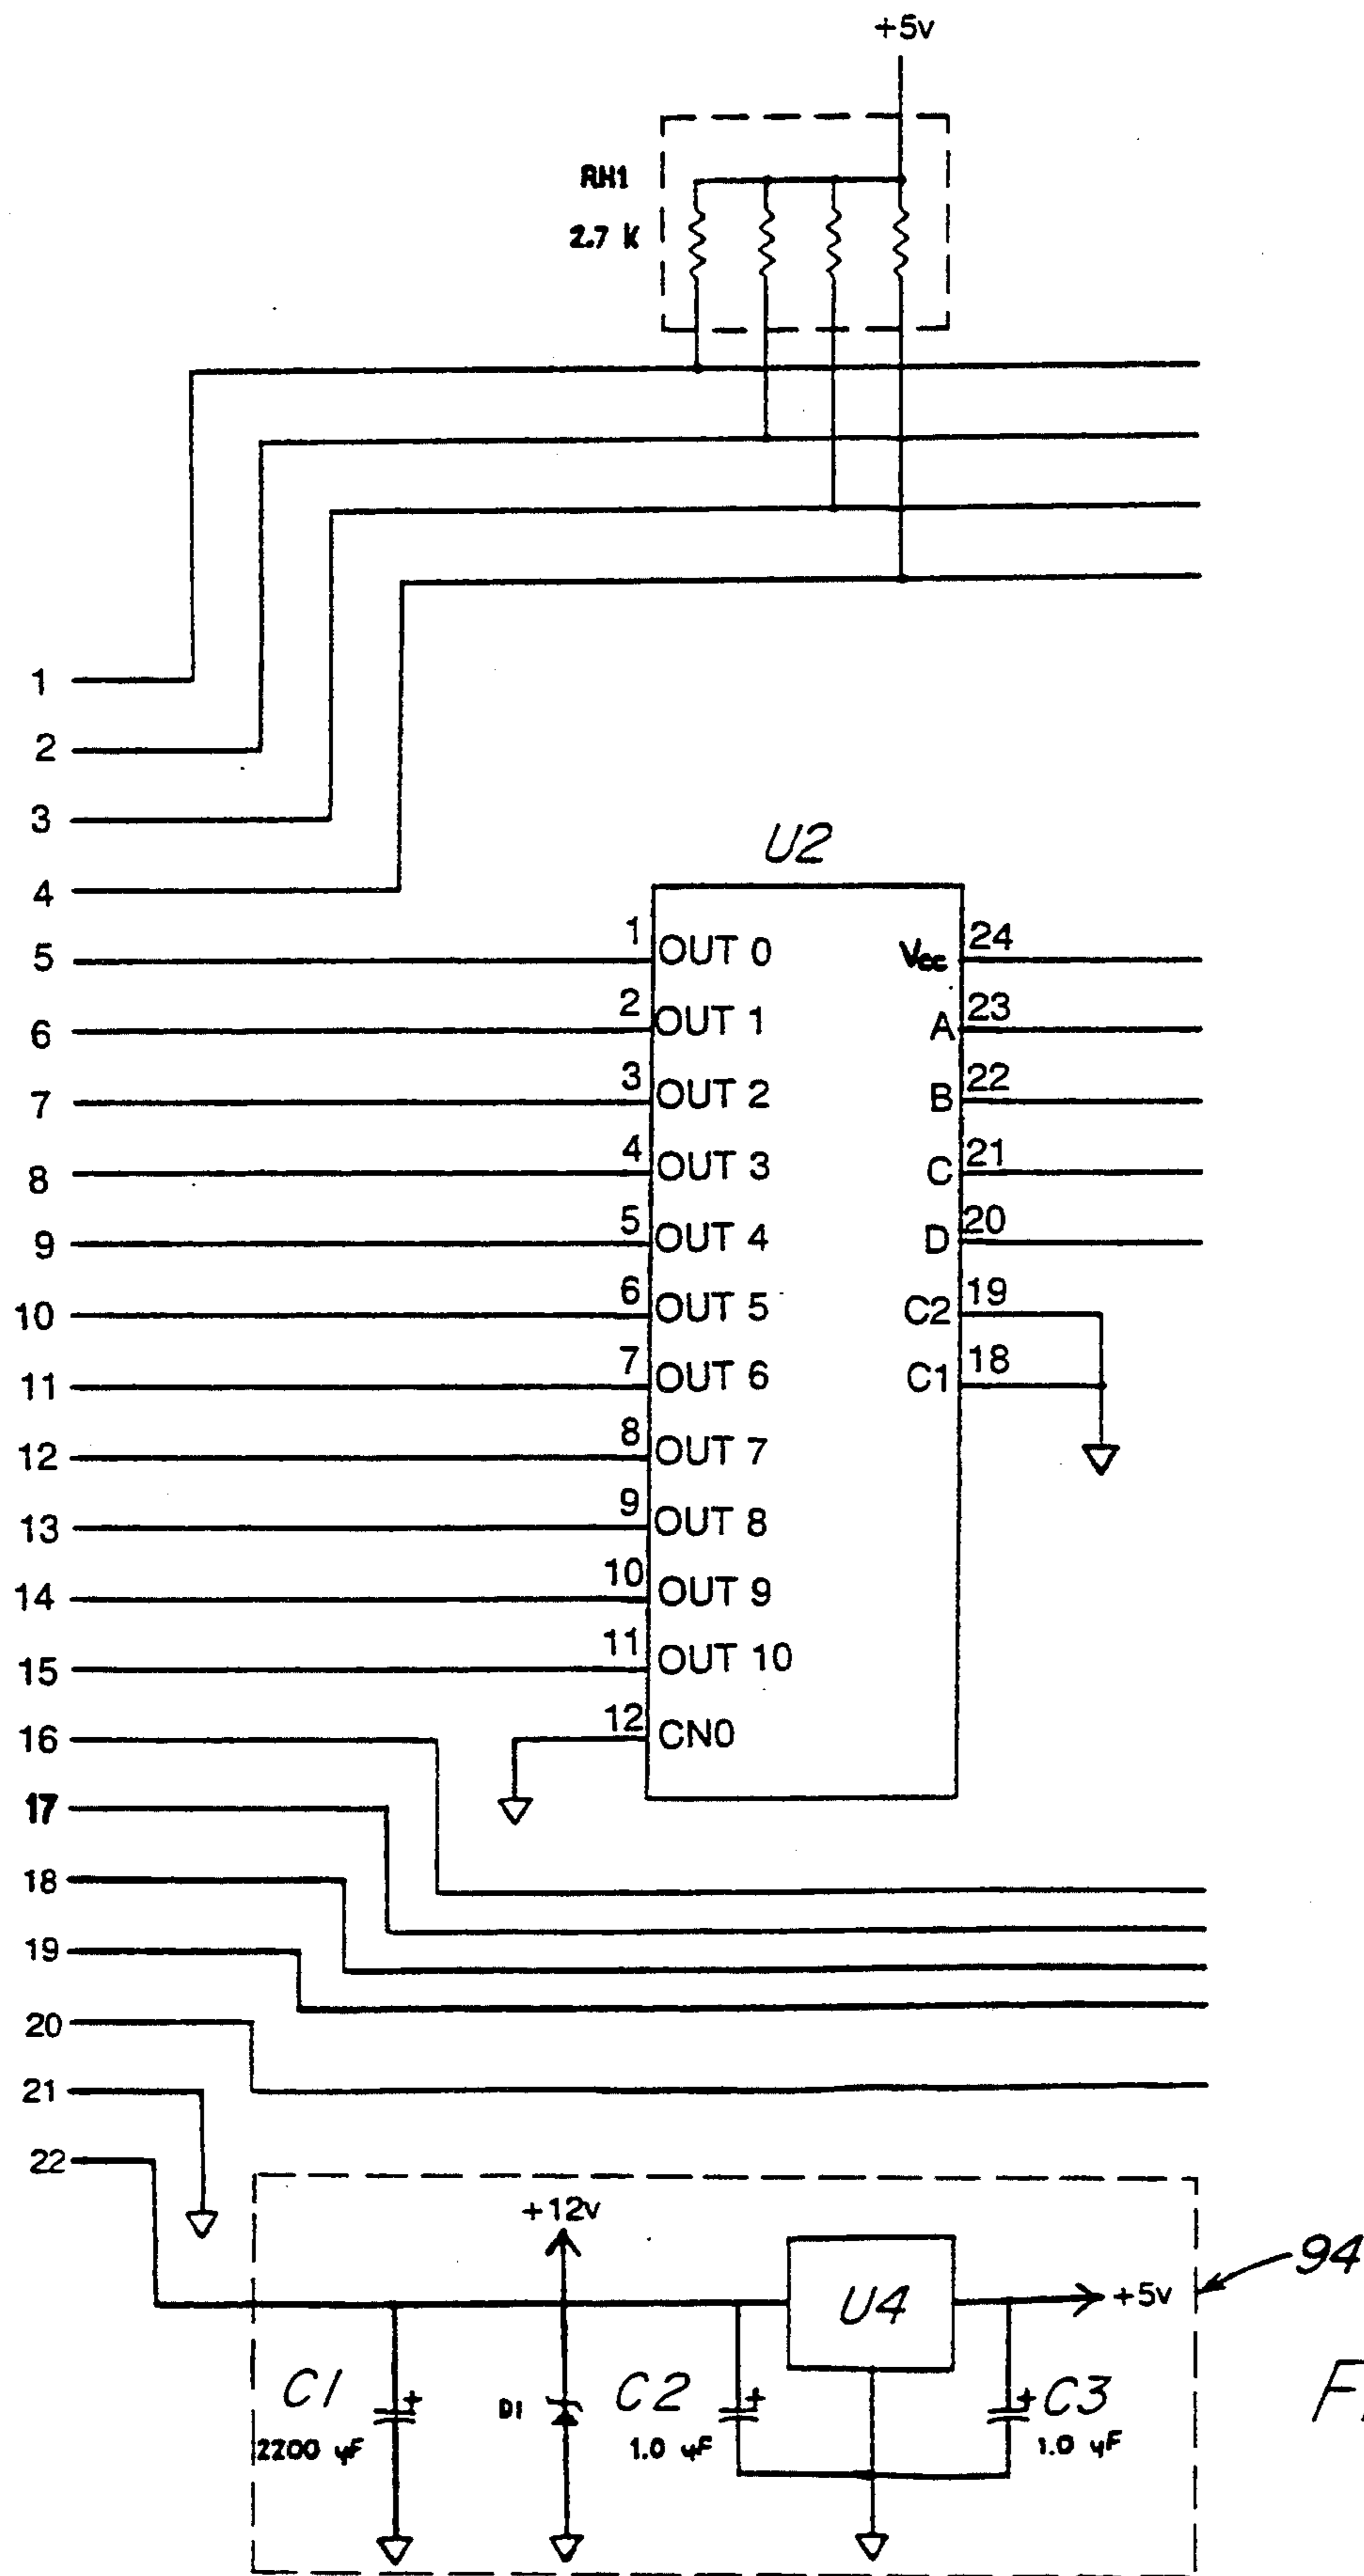 +5v
RN1
2.7 K
1
2
3
4
U2
5 1 OUT 0 Vcc 24
6 2 OUT 1 A 23
7 3 OUT 2 B 22
8 4 OUT 3 C 21
9 5 OUT 4 D 20
10 6 OUT 5 C2 19
11 7 OUT 6 C1 18
12 8 OUT 7
13 9 OUT 8
14 10 OUT 9
15 11 OUT 10
16 12 CN0
17
18
19
20
21
22
+12v
94
U4 +5v
C1 + D1 C2 + + C3
2200 µF 1.0 µF 1.0 µF